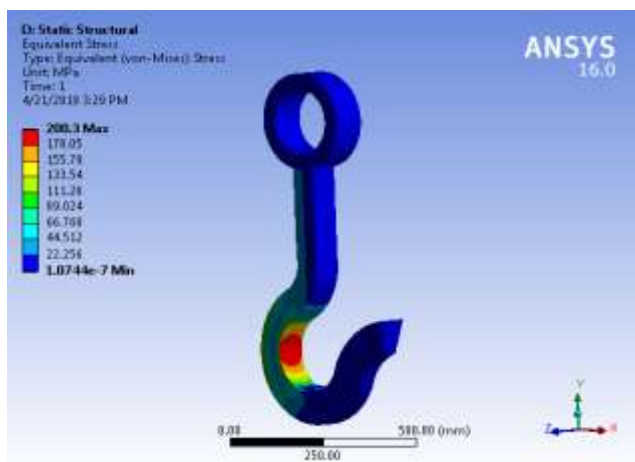 D: Static Structural
Equivalent Stress
Type: Equivalent (von-Mises) Stress
Unit: MPa
Time: 1
4/21/2018 3:29 PM
ANSYS
16.0
200.3 Max
178.05
155.78
133.54
111.28
89.024
66.768
44.512
22.256
1.0744e-7 Min
0.00
500.00 (mm)
250.00
Y
Z
X